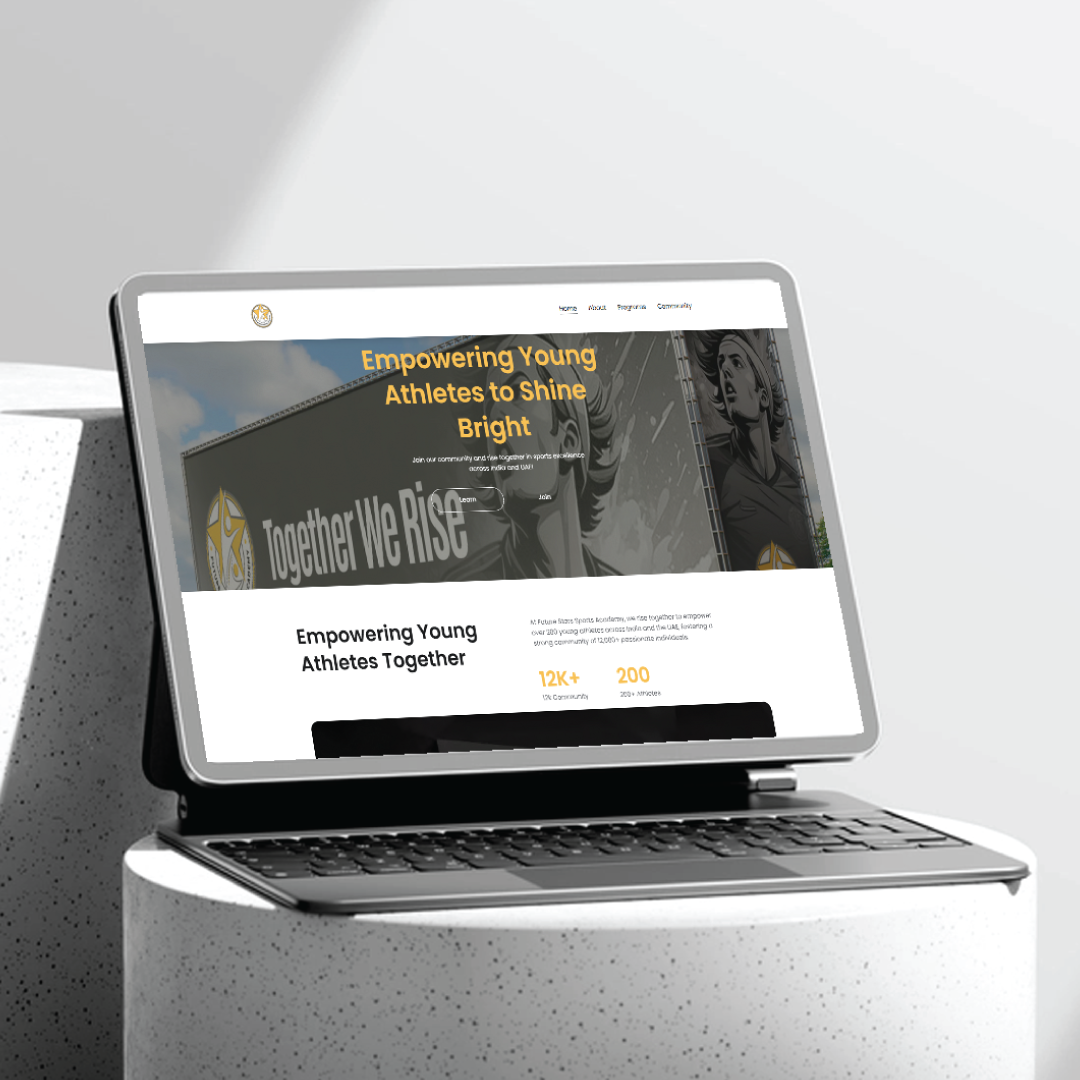 Home About Programs Community
Empowering Young
Athletes to Shine
Bright
Join our community and rise together in sports excellence
across India and UAE!
Learn Join
Together We Rise
Empowering Young
Athletes Together
At Future Stars Sports Academy, we rise together to empower
over 200 young athletes across India and the UAE, fostering a
strong community of 12,000+ passionate individuals.
12K+ 200
12k Community 200+ Athletes